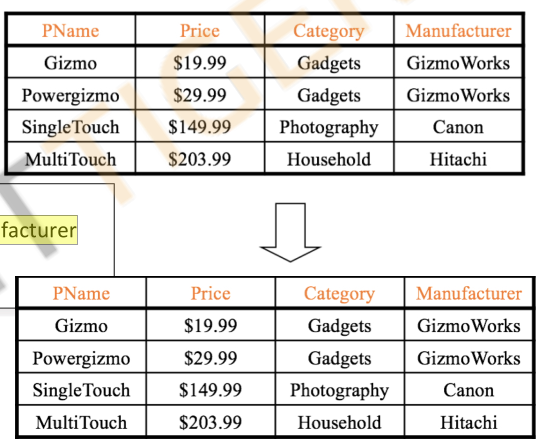 PName Price Category Manufacturer
Gizmo $19.99 Gadgets GizmoWorks
Powergizmo $29.99 Gadgets GizmoWorks
SingleTouch $149.99 Photography Canon
MultiTouch $203.99 Household Hitachi
facturer
PName Price Category Manufacturer
Gizmo $19.99 Gadgets GizmoWorks
Powergizmo $29.99 Gadgets GizmoWorks
SingleTouch $149.99 Photography Canon
MultiTouch $203.99 Household Hitachi